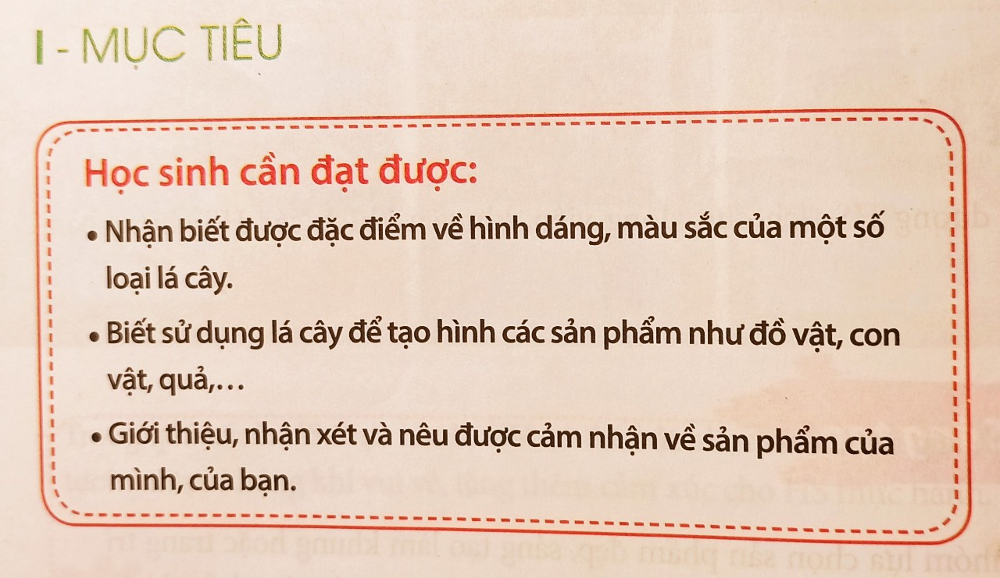 I - MỤC TIÊU
Học sinh cần đạt được:
• Nhận biết được đặc điểm về hình dáng, màu sắc của một số
loại lá cây.
• Biết sử dụng lá cây để tạo hình các sản phẩm như đồ vật, con
vật, quả,...
• Giới thiệu, nhận xét và nêu được cảm nhận về sản phẩm của
mình, của bạn.